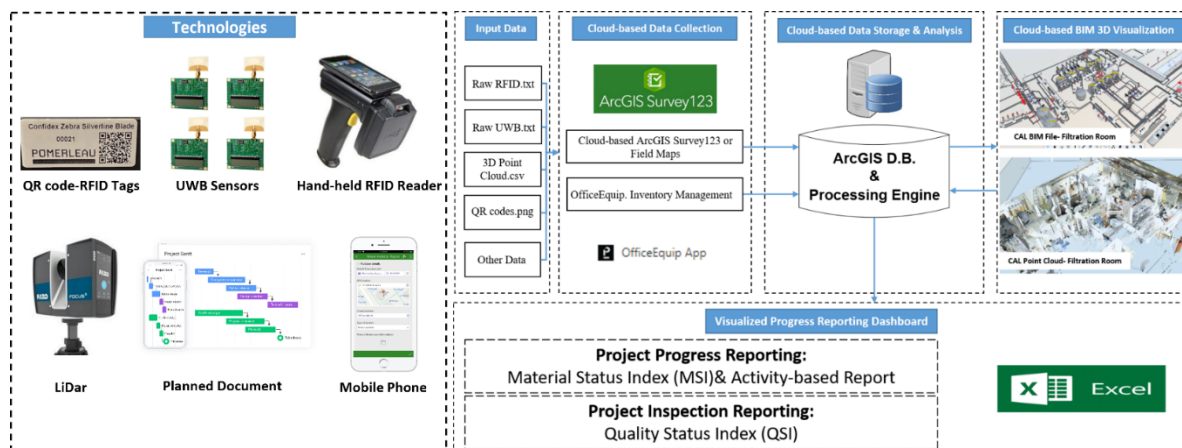 Technologies
Confidex Zebra Silverline Blade
00021
POMERLEAU
QR code-RFID Tags
UWB Sensors
Hand-held RFID Reader
FOCUS
Project Gantt
LiDar
Planned Document
Mobile Phone
Input Data
Raw RFID.txt
Raw UWB.txt
3D Point
Cloud.csv
QR codes.png
Other Data
Cloud-based Data Collection
ArcGIS Survey123
Cloud-based ArcGIS Survey123 or
Field Maps
OfficeEquip. Inventory Management
OfficeEquip App
Cloud-based Data Storage & Analysis
ArcGIS D.B.
&
Processing Engine
Cloud-based BIM 3D Visualization
CAL BIM File- Filtration Room
CAL Point Cloud- Filtration Room
Visualized Progress Reporting Dashboard
Project Progress Reporting:
Material Status Index (MSI)& Activity-based Report
Project Inspection Reporting:
Quality Status Index (QSI)
Excel